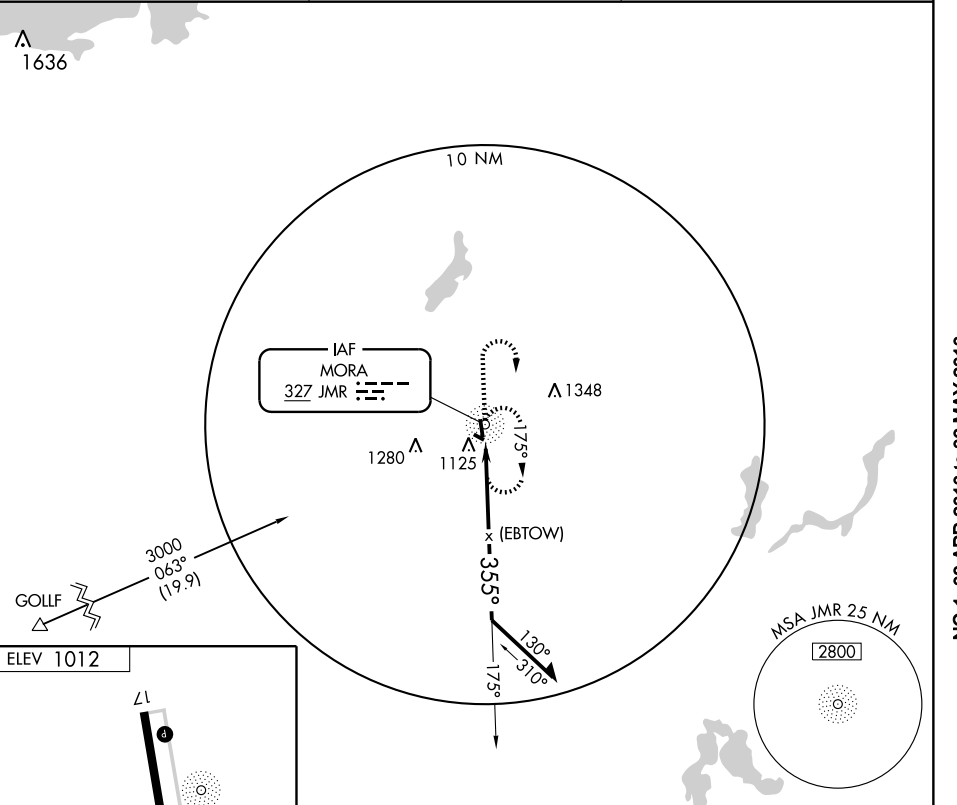 1636
10 NM
IAF
MORA
327 JMR
1348
1280
1125
175°
(EBTOW)
3000
063°
(19.9)
GOLLF
355°
130°
310°
175°
MSA JMR 25 NM
2800
ELEV 1012
17
P